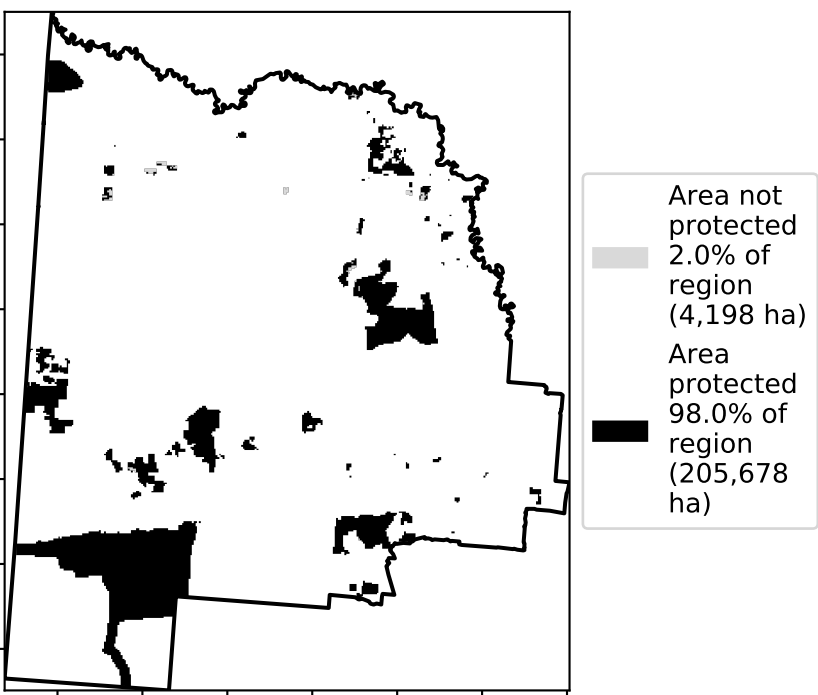 Area not
protected
2.0% of
region
(4,198 ha)
Area
protected
98.0% of
region
(205,678
ha)